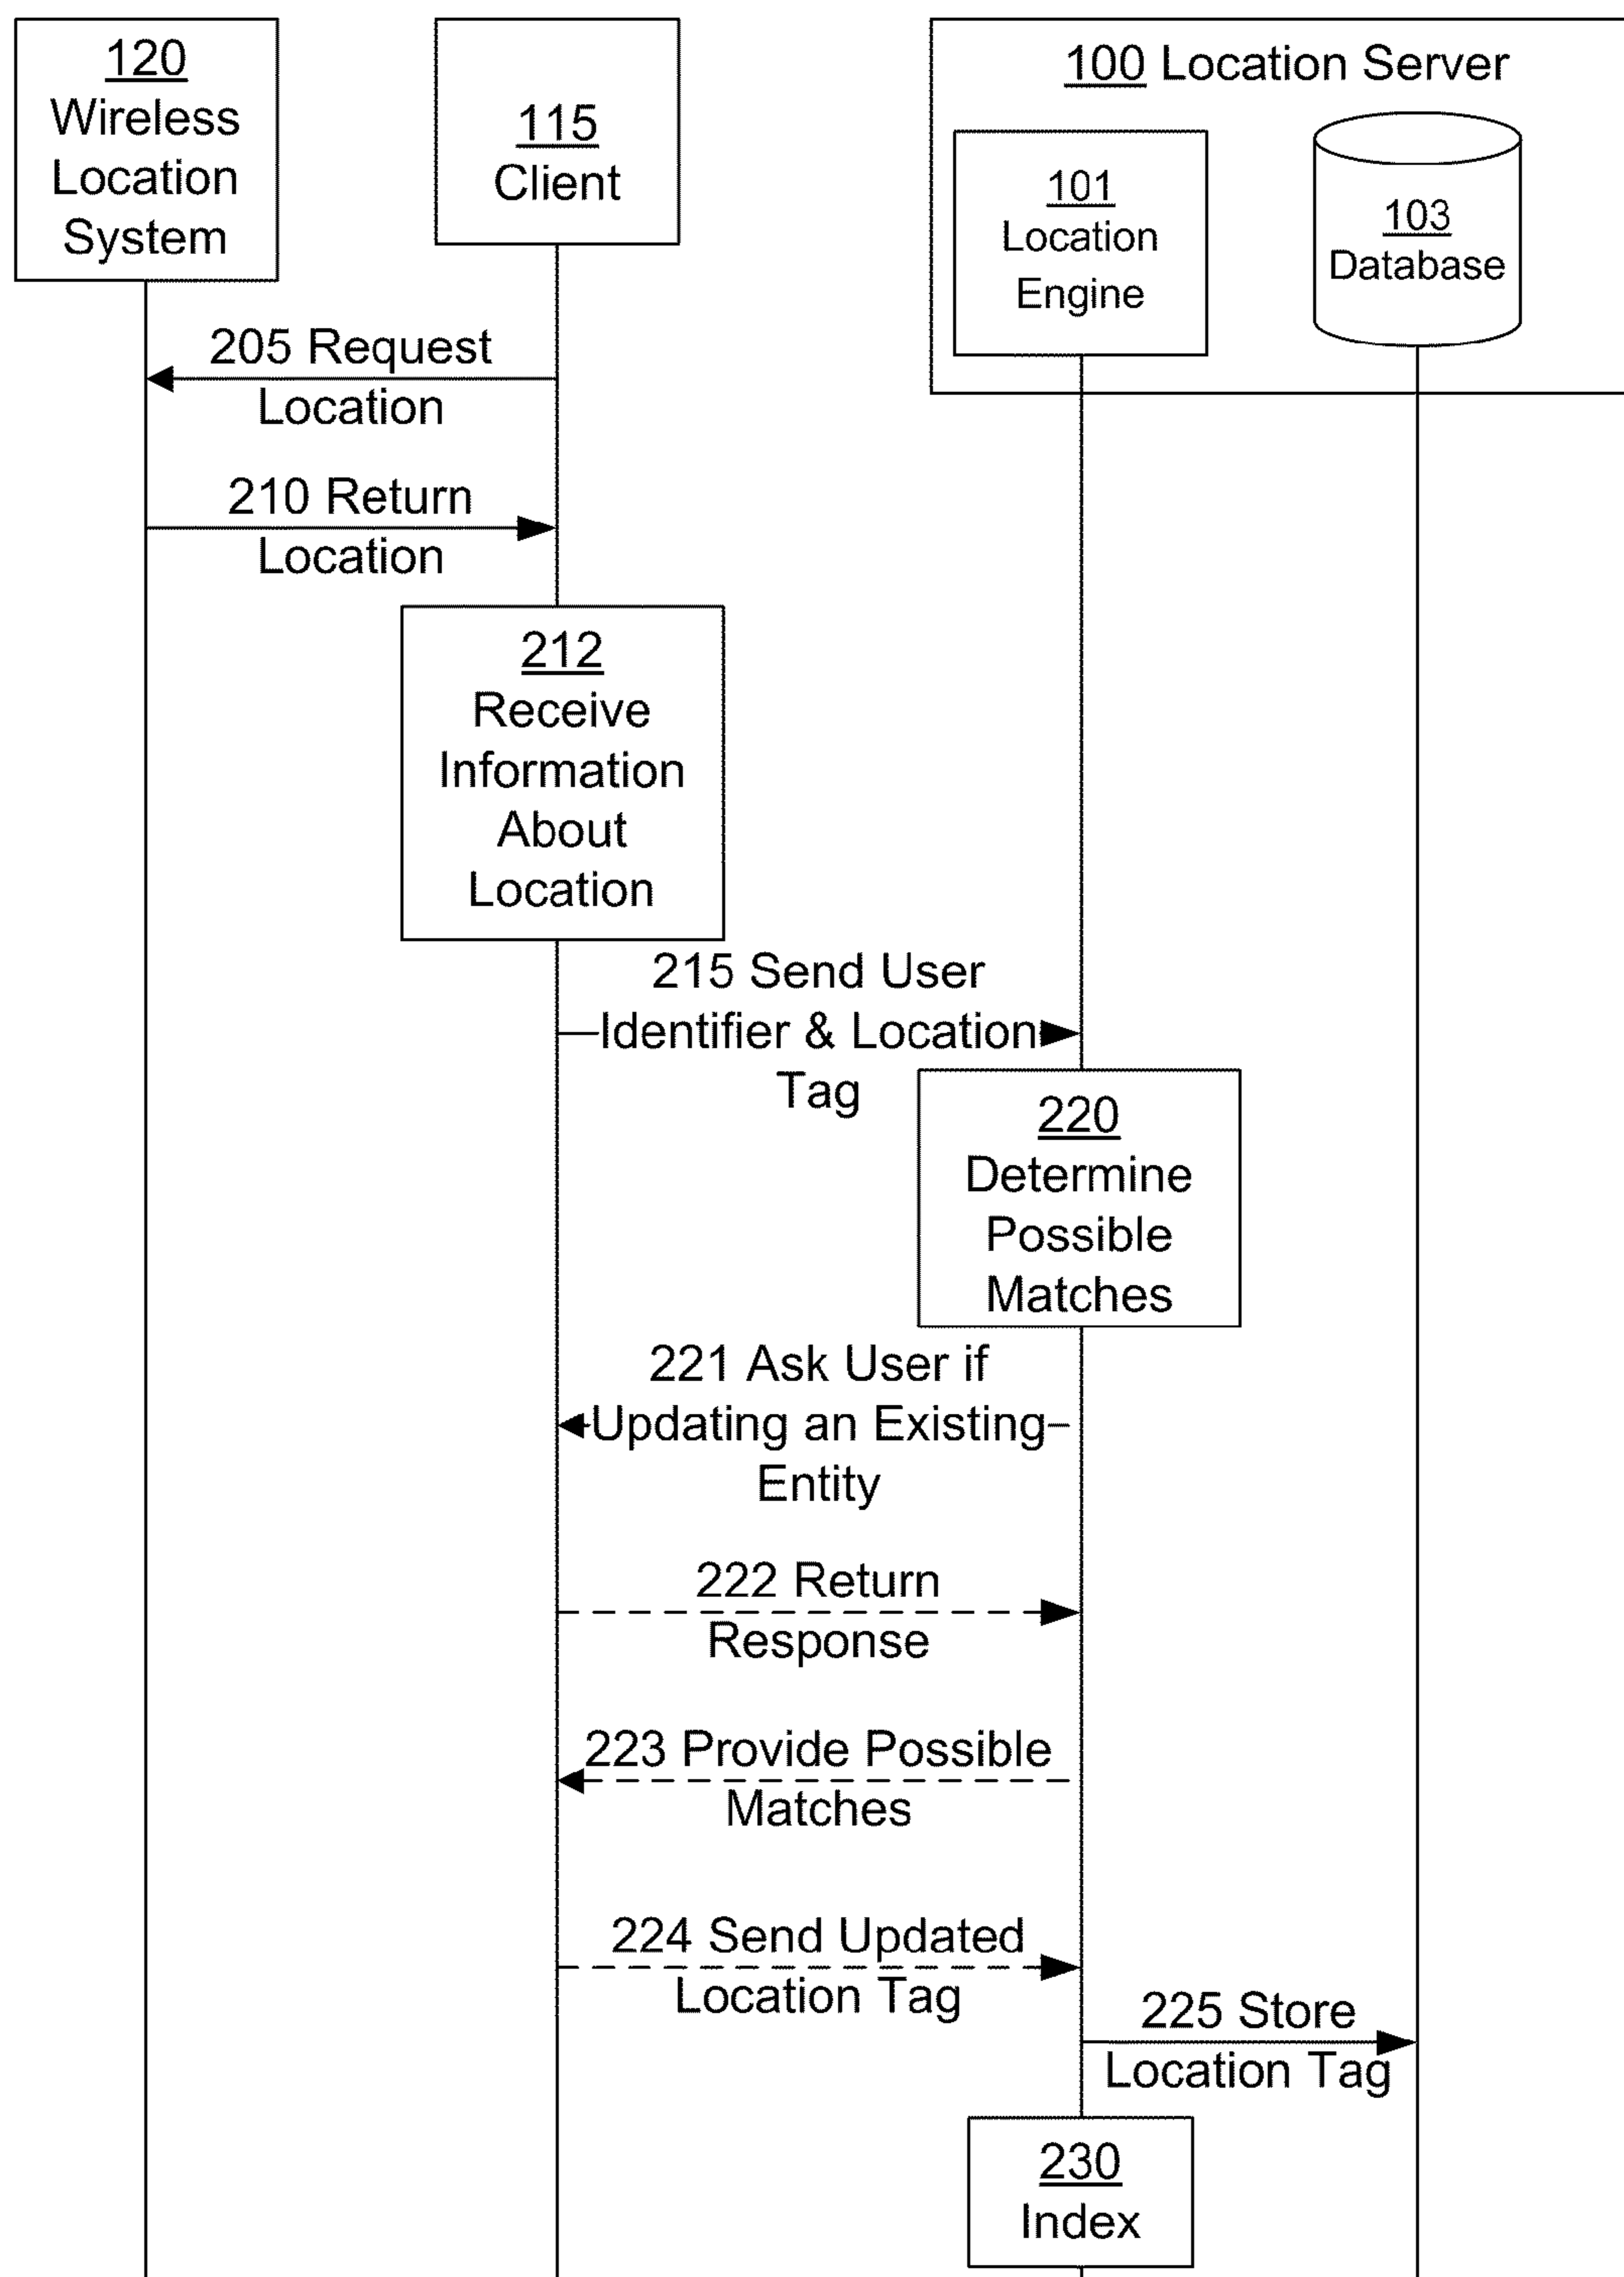 120
Wireless
Location
System
115
Client
100 Location Server
101
Location
Engine
103
Database
205 Request
Location
210 Return
Location
212
Receive
Information
About
Location
215 Send User
Identifier & Location
Tag
220
Determine
Possible
Matches
221 Ask User if
Updating an Existing
Entity
222 Return
Response
223 Provide Possible
Matches
224 Send Updated
Location Tag
225 Store
Location Tag
230
Index